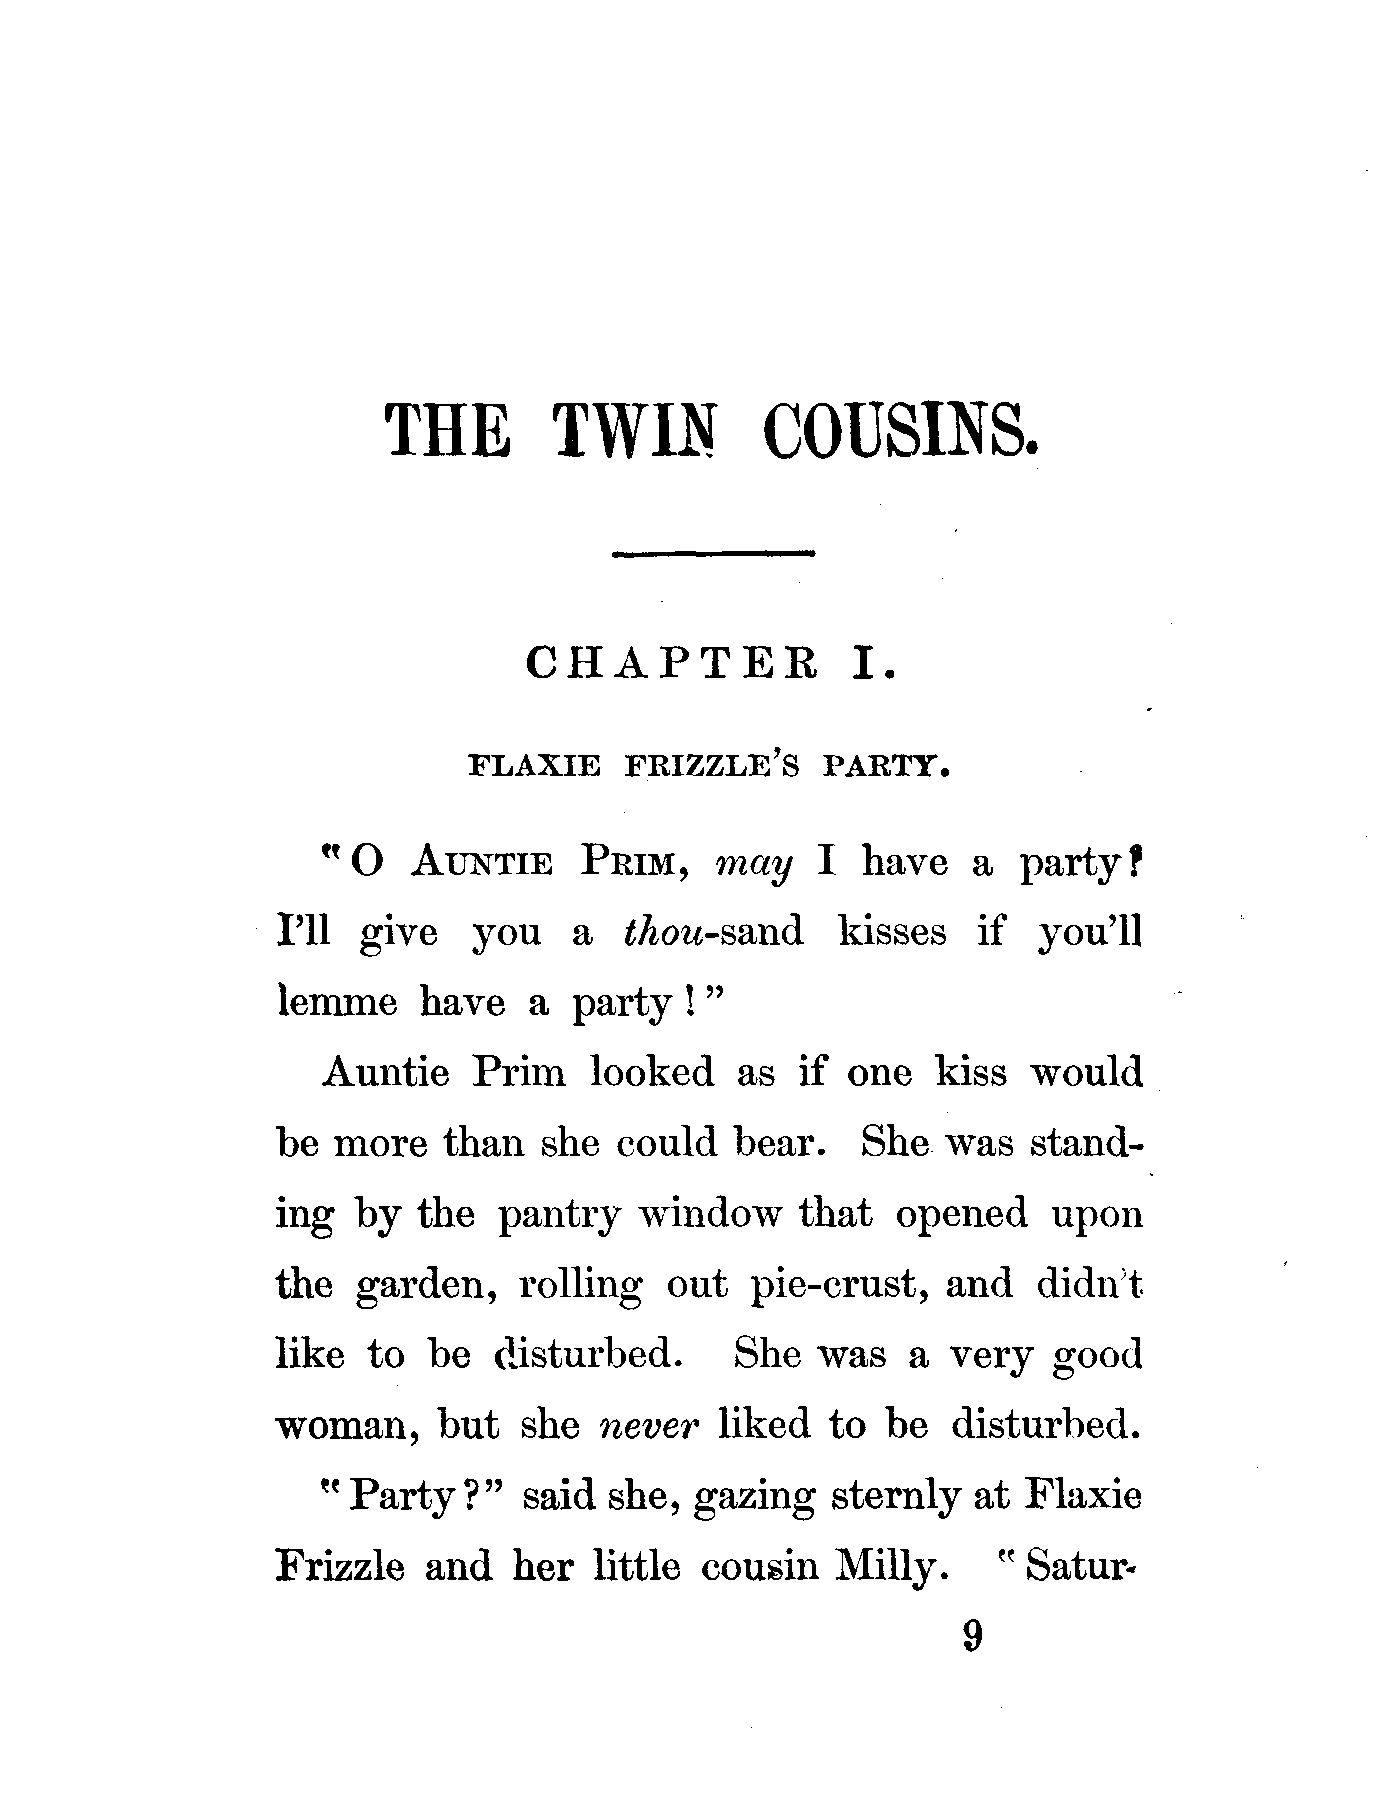 THE TWIN COUSINS.
CHAPTER I.
FLAXIE FRIZZLE'S PARTY.
"O AUNTIE PRIM, may I have a party?
I'll give you a thou-sand kisses if you'll
lemme have a party!"
Auntie Prim looked as if one kiss would
be more than she could bear. She was stand-
ing by the pantry window that opened upon
the garden, rolling out pie-crust, and didn't
like to be disturbed. She was a very good
woman, but she never liked to be disturbed.
"Party?" said she, gazing sternly at Flaxie
Frizzle and her little cousin Milly. "Satur-
9